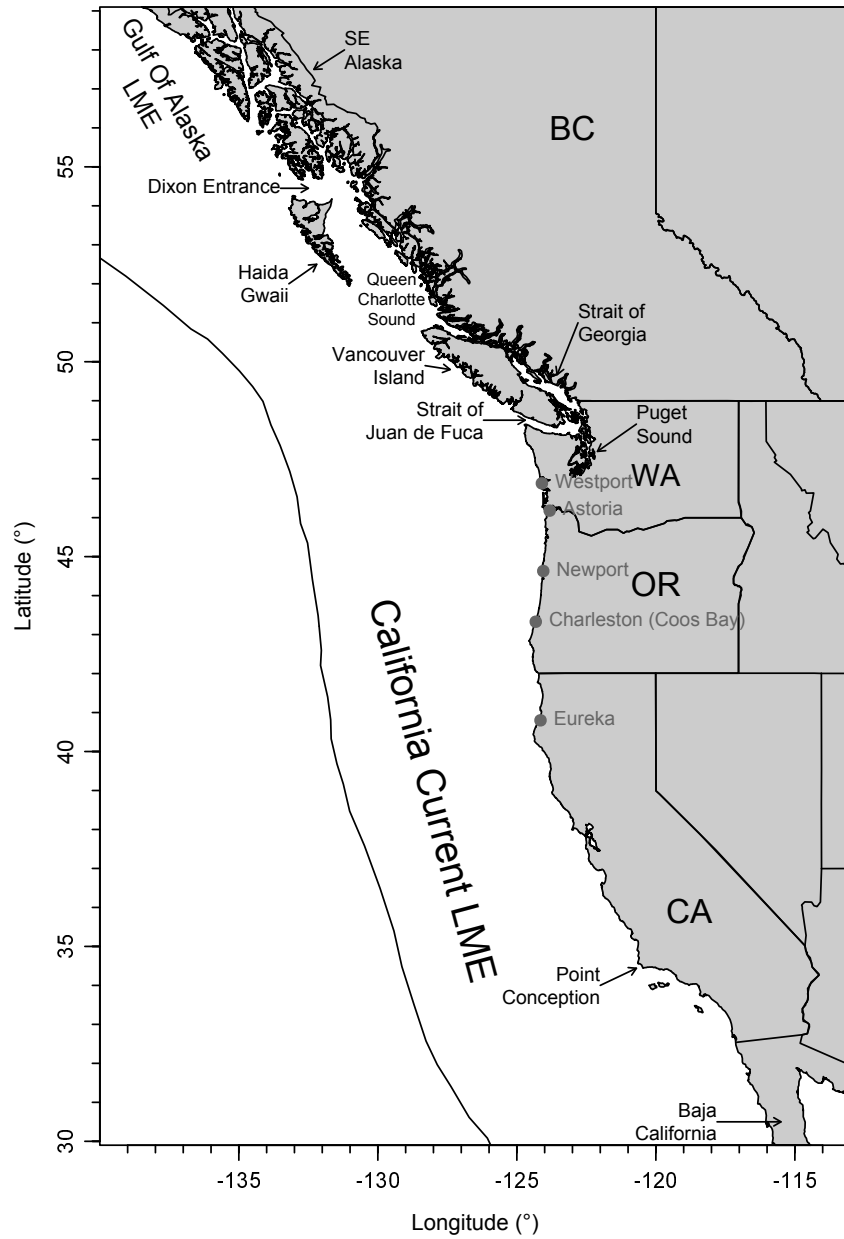 SE
Alaska
Gulf Of Alaska
LME
BC
Dixon Entrance
Haida
Gwaii
Queen
Charlotte
Sound
Strait of
Georgia
Vancouver
Island
Strait of
Juan de Fuca
Puget
Sound
WA
Westport
Astoria
Newport
OR
Charleston (Coos Bay)
Eureka
California Current LME
CA
Point
Conception
Baja
California
55
50
45
40
35
30
Latitude (°)
-135
-130
-125
-120
-115
Longitude (°)